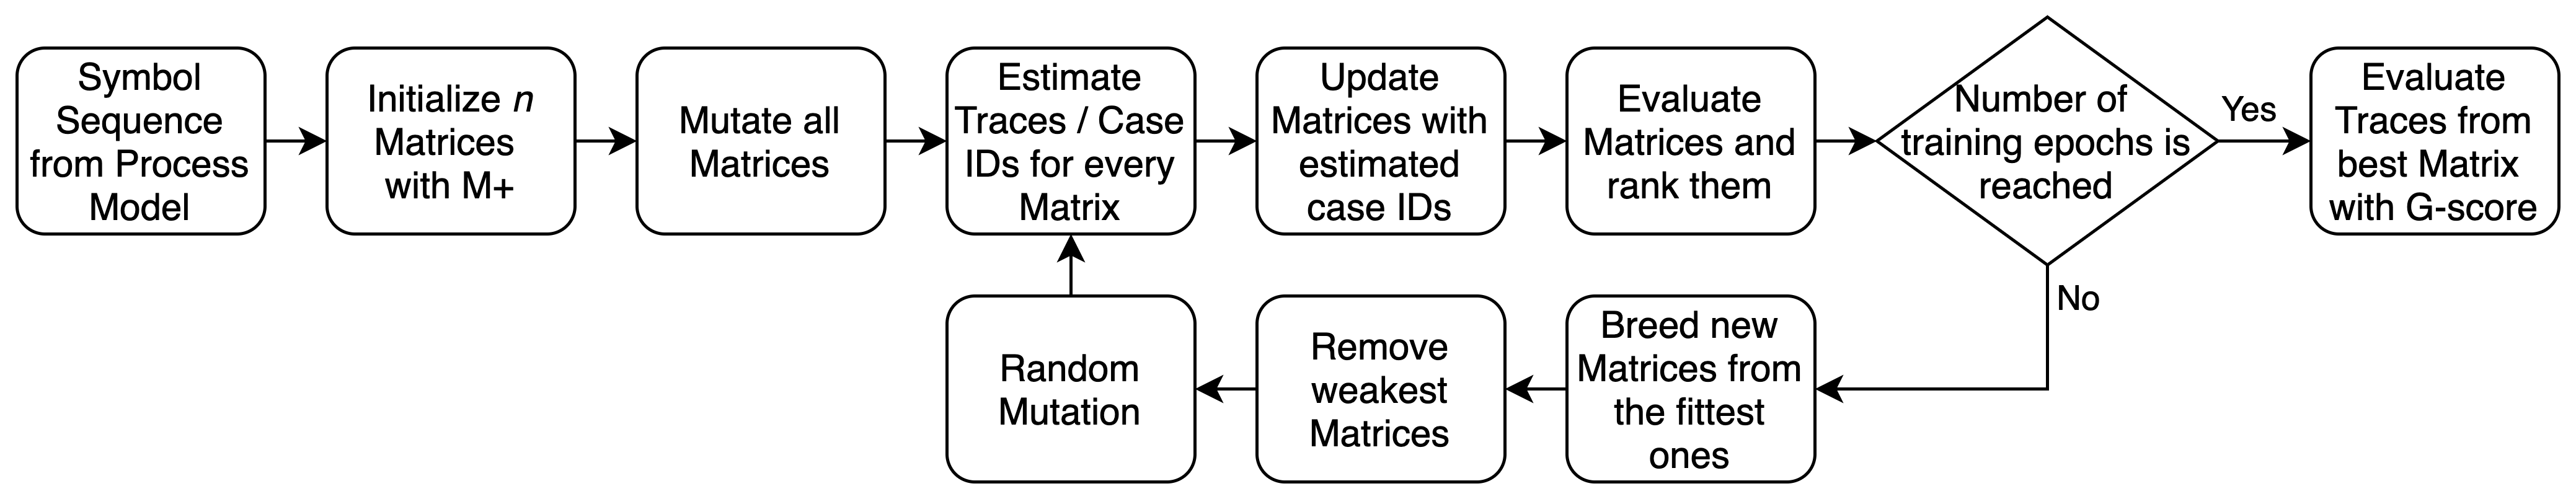 Symbol
Sequence
from Process
Model
Initialize n
Matrices
with M+
Mutate all
Matrices
Estimate
Traces / Case
IDs for every
Matrix
Update
Matrices with
estimated
case IDs
Evaluate
Matrices and
rank them
Number of
training epochs is
reached
Yes
Evaluate
Traces from
best Matrix
with G-score
No
Breed new
Matrices from
the fittest
ones
Remove
weakest
Matrices
Random
Mutation